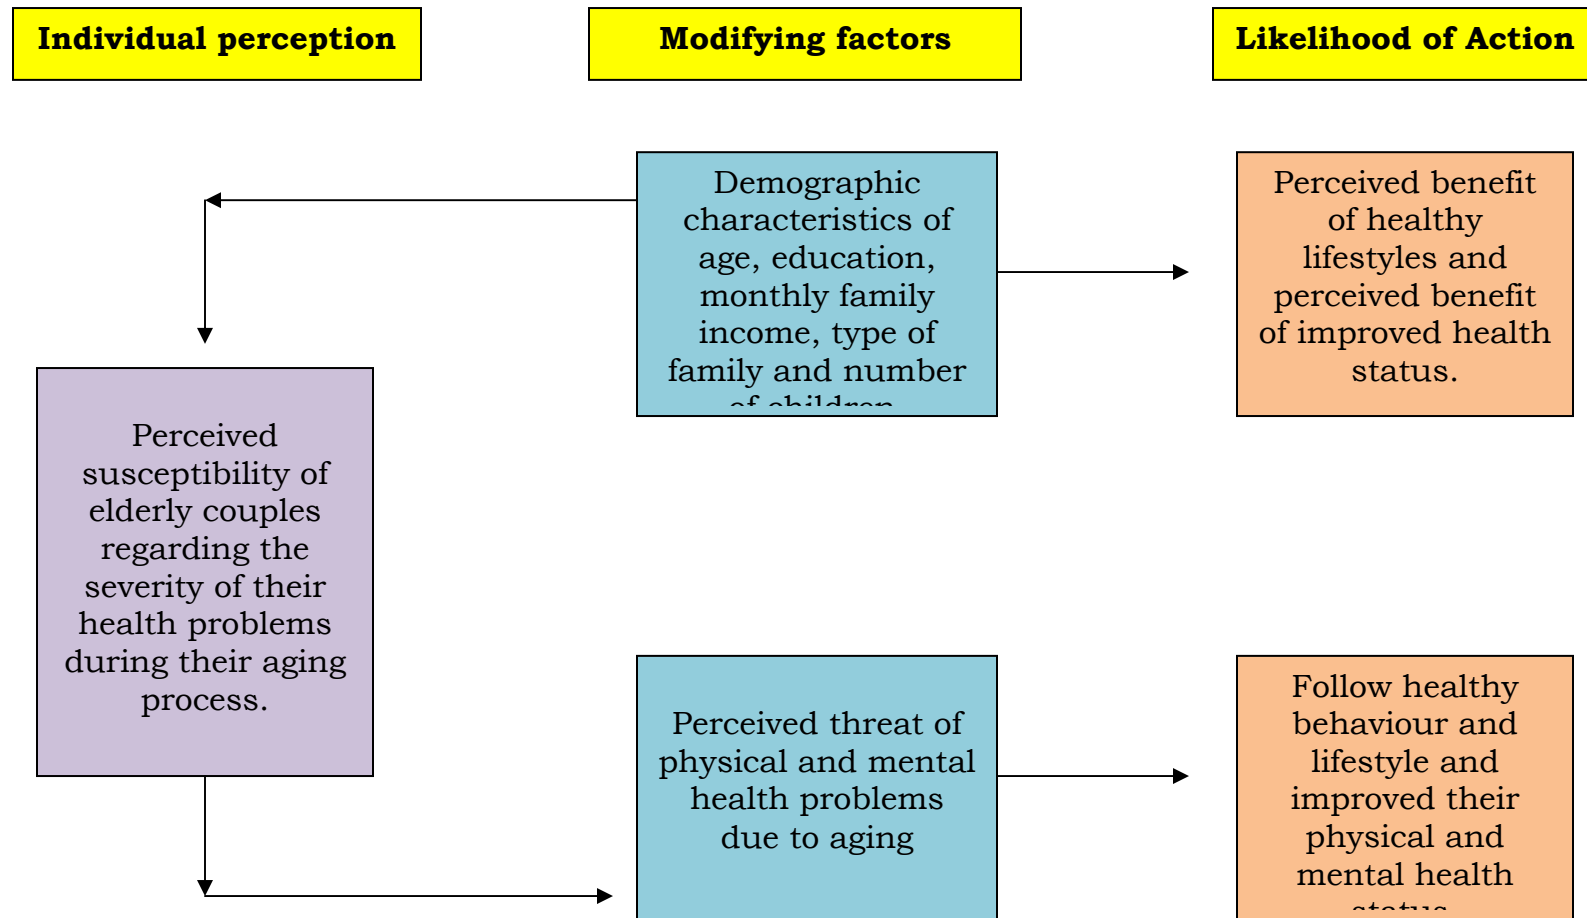 Individual perception
Modifying factors
Likelihood of Action
Demographic
characteristics of
age, education,
monthly family
income, type of
family and number
of children
Perceived benefit
of healthy
lifestyles and
perceived benefit
of improved health
status.
Perceived
susceptibility of
elderly couples
regarding the
severity of their
health problems
during their aging
process.
Perceived threat of
physical and mental
health problems
due to aging
Follow healthy
behaviour and
lifestyle and
improved their
physical and
mental health
status